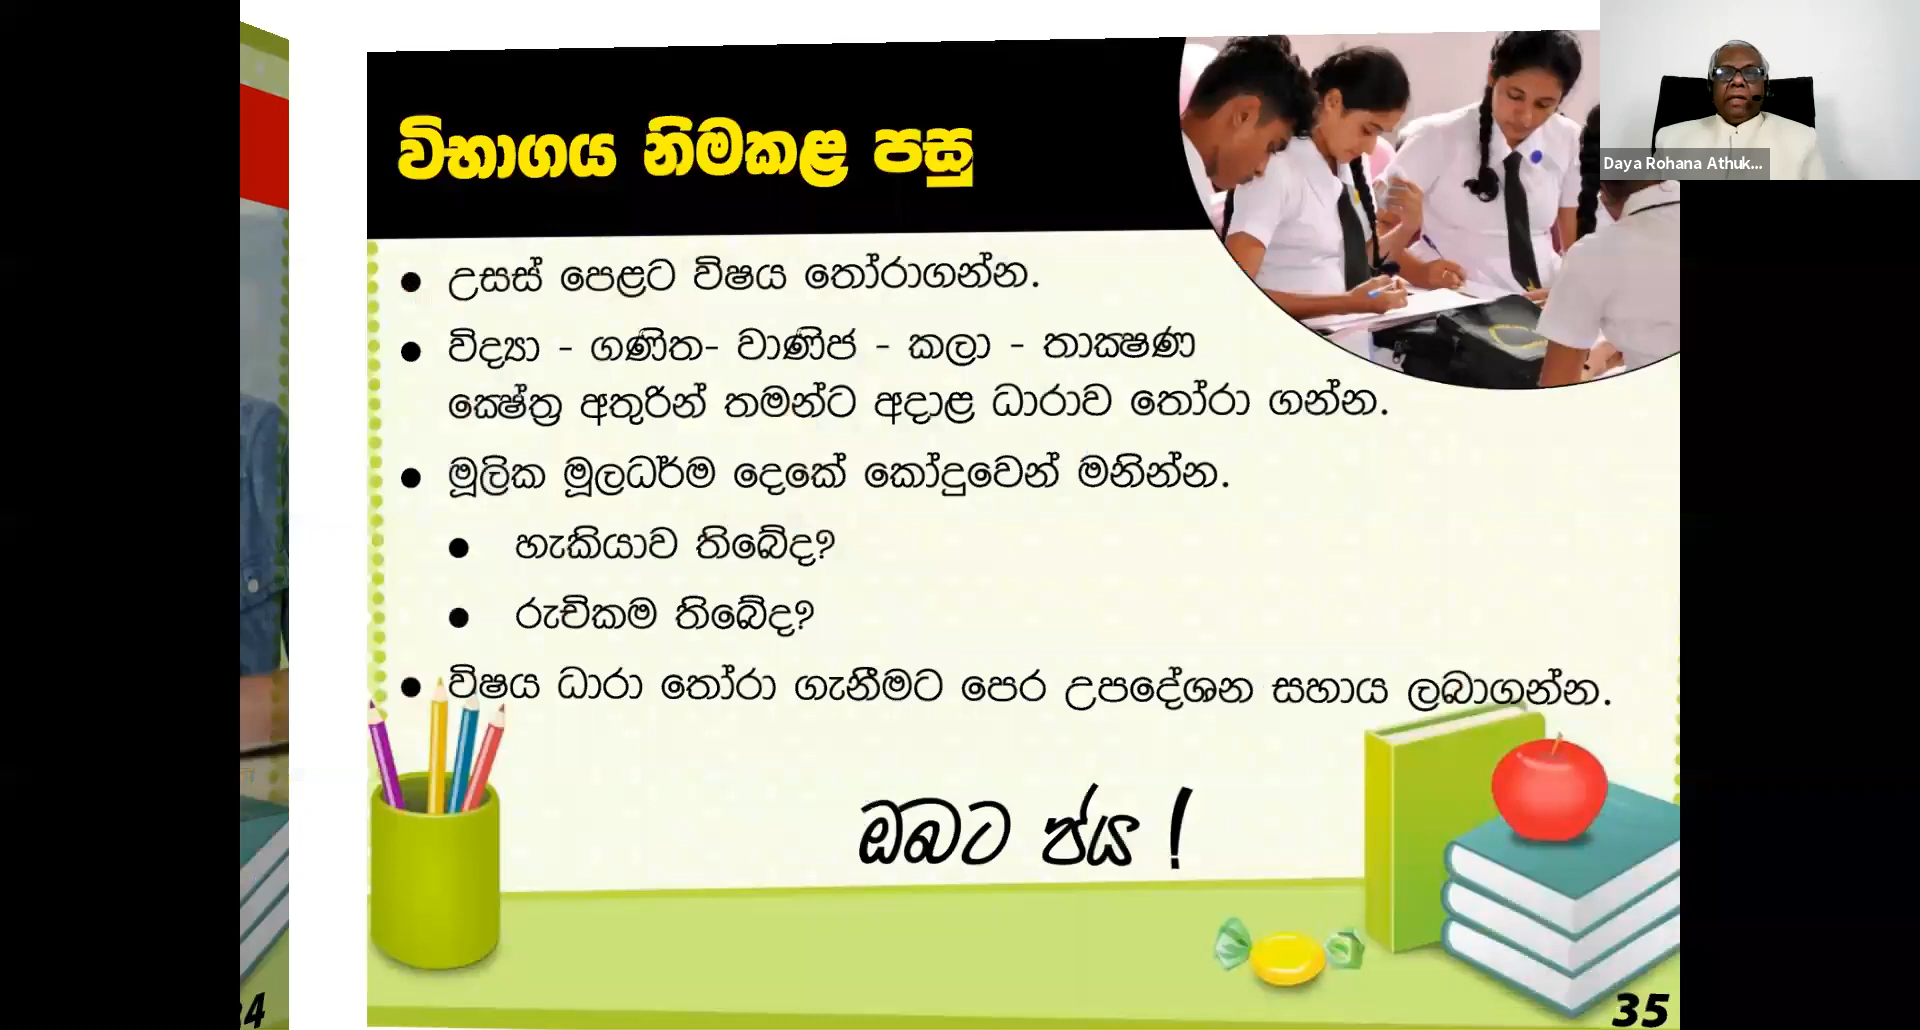 විභාගය නිමකළ පසු
Daya Rohana Athuk...
● උසස් පෙළට විෂය තෝරාගන්න.
● විද්‍යා - ගණිත- වාණිජ - කලා - තාක්‍ෂණ
ක්‍ෂේත්‍ර අතුරින් තමන්ට අදාළ ධාරාව තෝරා ගන්න.
● මූලික මූලධර්ම දෙකේ කෝදුවෙන් මනින්න.
● හැකියාව තිබේද?
● රුචිකම තිබේද?
● විෂය ධාරා තෝරා ගැනීමට පෙර උපදේශන සහාය ලබාගන්න.
ඔබට ජය !
35